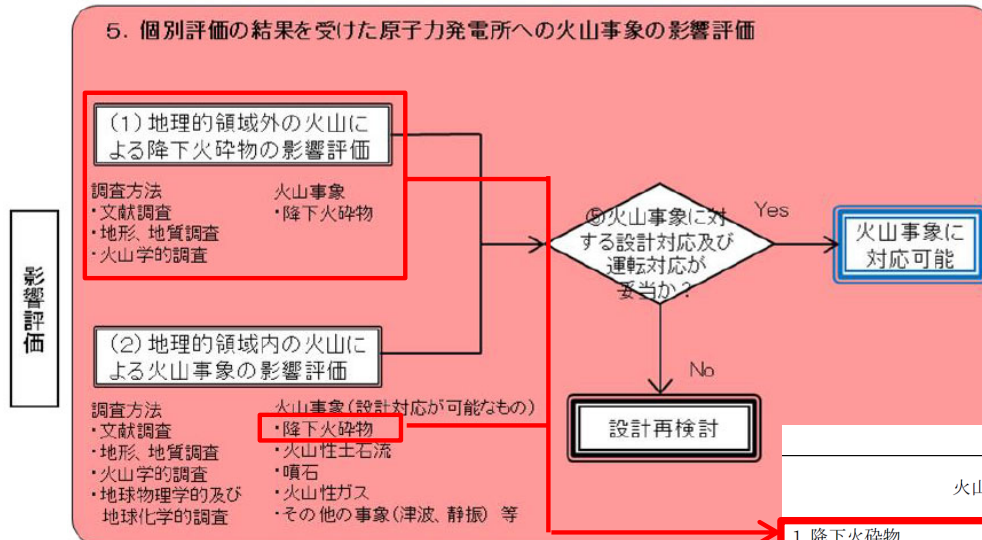 5. 個別評価の結果を受けた原子力発電所への火山事象の影響評価
影響評価
(1)地理的領域外の火山に
よる降下火砕物の影響評価
調査方法
・文献調査
・地形、地質調査
・火山学的調査
火山事象
・降下火砕物
(2)地理的領域内の火山に
よる火山事象の影響評価
調査方法
・文献調査
・地形、地質調査
・火山学的調査
・地球物理学的及び
地球化学的調査
火山事象(設計対応が可能なもの)
・降下火砕物
・火山性土石流
・噴石
・火山性ガス
・その他の事象(津波、静振) 等
⑤火山事象に対
する設計対応及び
運転対応が
妥当か?
Yes
火山事象に
対応可能
No
設計再検討
火山
1.降下火砕物